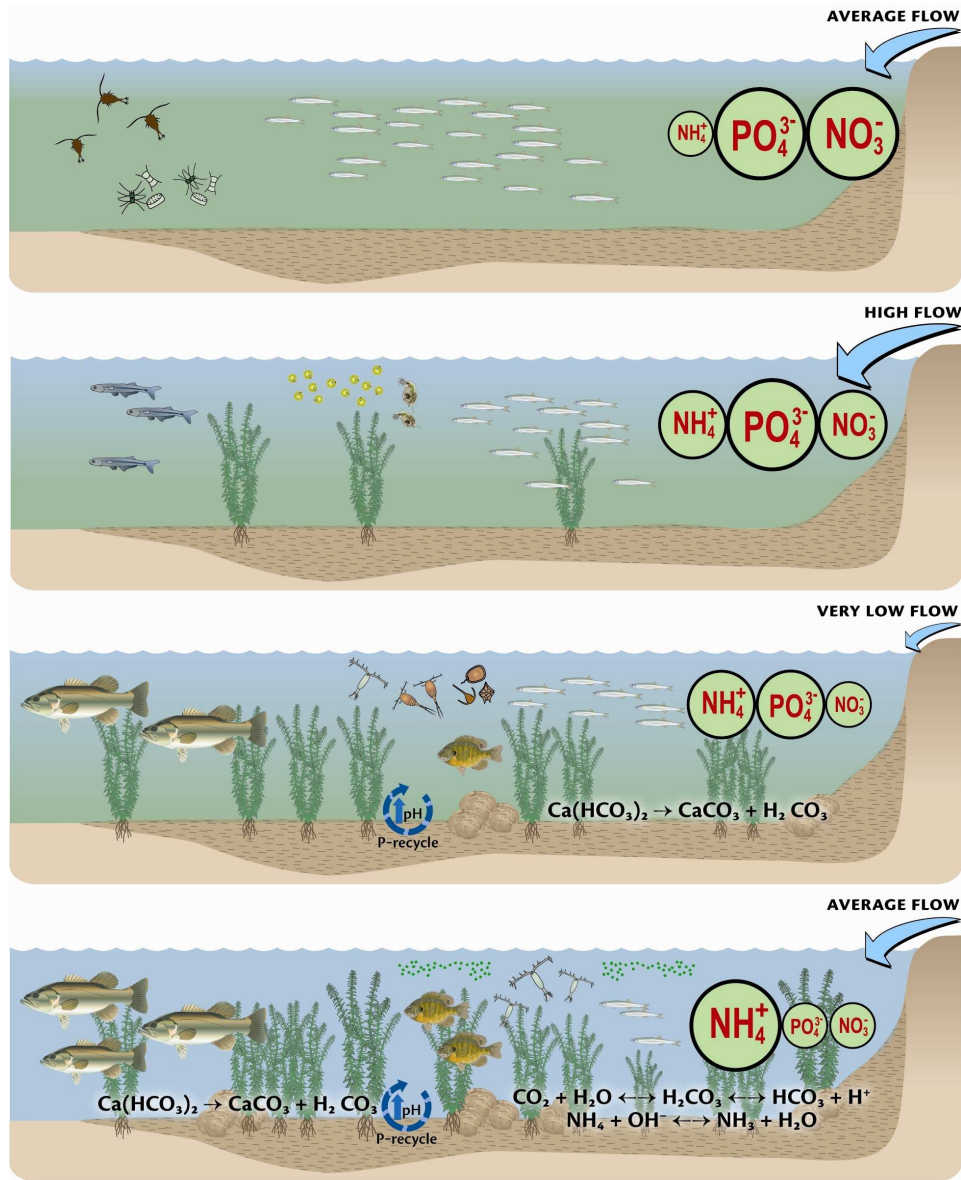 AVERAGE FLOW
NH₄⁺ PO₄³⁻ NO₃⁻
HIGH FLOW
NH₄⁺ PO₄³⁻ NO₃⁻
VERY LOW FLOW
NH₄⁺ PO₄³⁻ NO₃⁻
Ca(HCO₃)₂ → CaCO₃ + H₂ CO₃
pH
P-recycle
AVERAGE FLOW
NH₄⁺ PO₄³⁻ NO₃⁻
Ca(HCO₃)₂ → CaCO₃ + H₂ CO₃
pH
P-recycle
CO₂ + H₂O ←→ H₂CO₃ ←→ HCO₃ + H⁺
NH₄ + OH⁻ ←→ NH₃ + H₂O